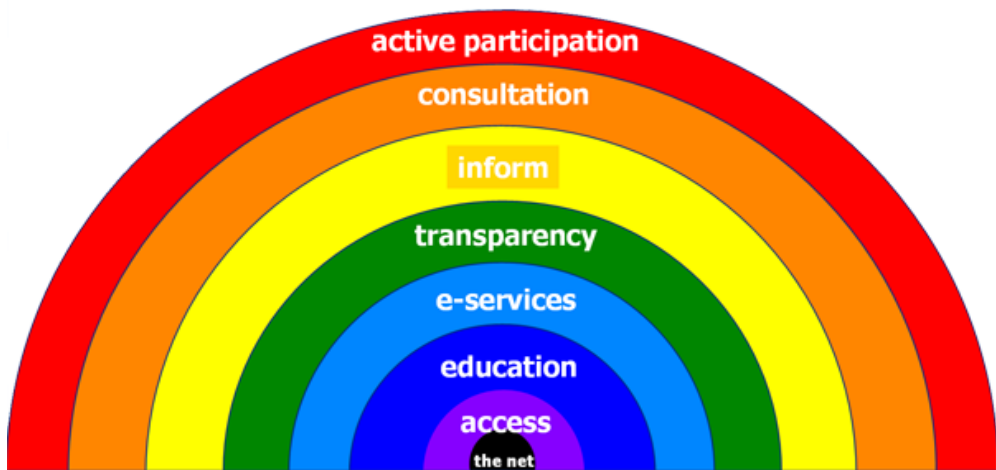 active participation
consultation
inform
transparency
e-services
education
access
the net